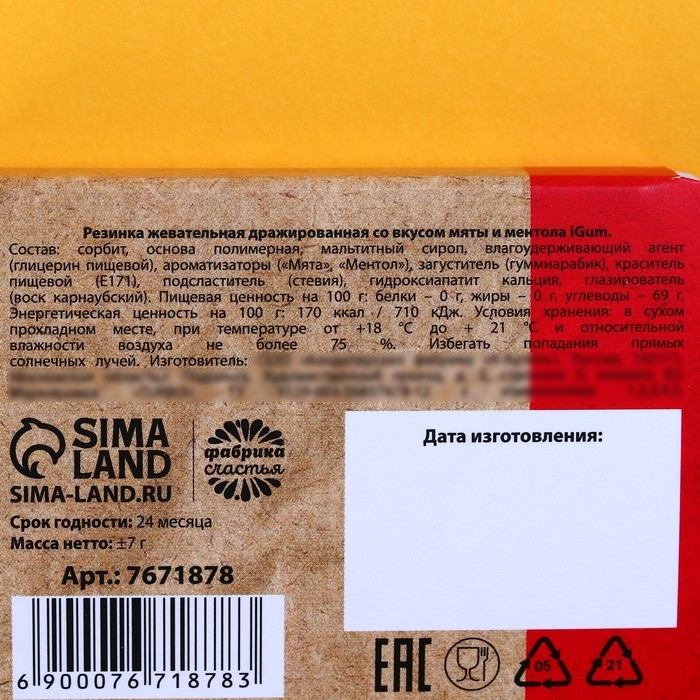 Резинка жевательная дражированная со вкусом мяты и ментола iGum.
Состав: сорбит, основа полимерная, мальтитный сироп, влагоудерживающий агент
(глицерин пищевой), ароматизаторы («Мята», «Ментол»), загуститель (гуммиарабик), краситель
пищевой (Е171), подсластитель (стевия), гидроксиапатит кальция, глазирователь
(воск карнаубский). Пищевая ценность на 100 г: белки – 0 г, жиры – 0 г, углеводы – 69 г.
Энергетическая ценность на 100 г: 170 ккал / 710 кДж. Условия хранения: в сухом
прохладном месте, при температуре от +18 °С до + 21 °С и относительной
влажности воздуха не более 75 %. Избегать попадания прямых
солнечных лучей. Изготовитель:
SIMA
LAND
SIMA-LAND.RU
фабрика
счастья
Срок годности: 24 месяца
Масса нетто: ±7 г
Арт.: 7671878
6 900076 718783
Дата изготовления:
EAC
05
21